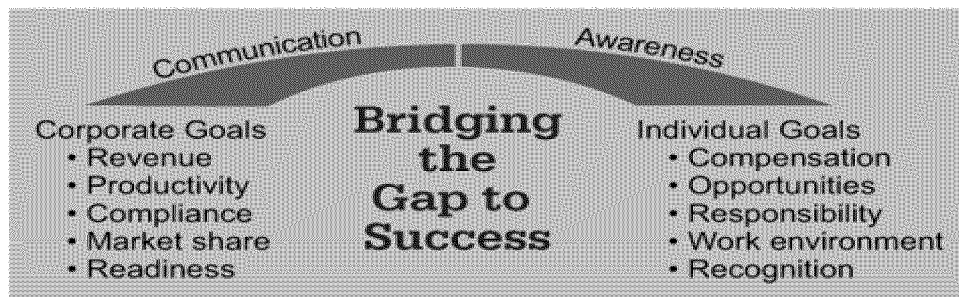 Communication
Awareness
Bridging
the
Gap to
Success
Corporate Goals
• Revenue
• Productivity
• Compliance
• Market share
• Readiness
Individual Goals
• Compensation
• Opportunities
• Responsibility
• Work environment
• Recognition